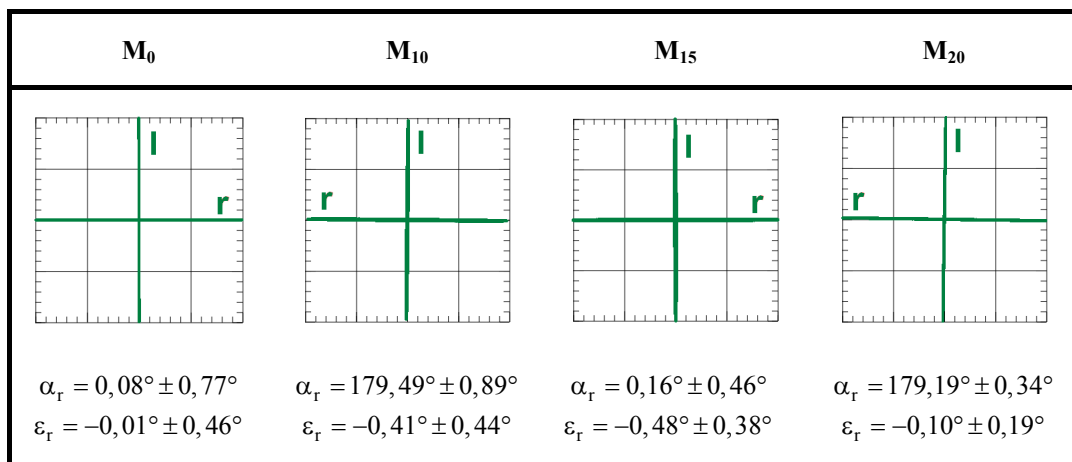 M₀ M₁₀ M₁₅ M₂₀
l l l l
r r r r
αᵣ = 0,08° ± 0,77° αᵣ = 179,49° ± 0,89° αᵣ = 0,16° ± 0,46° αᵣ = 179,19° ± 0,34°
εᵣ = −0,01° ± 0,46° εᵣ = −0,41° ± 0,44° εᵣ = −0,48° ± 0,38° εᵣ = −0,10° ± 0,19°